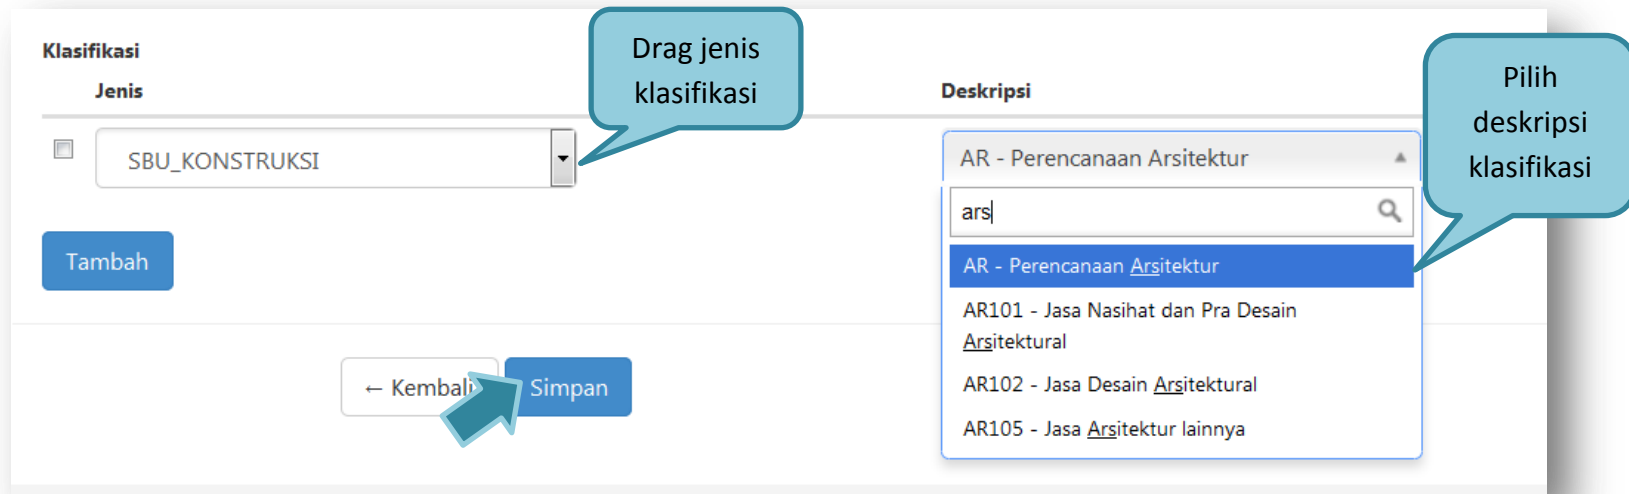 Klasifikasi
Jenis
Drag jenis
klasifikasi
Deskripsi
Pilih
deskripsi
klasifikasi
SBU_KONSTRUKSI
AR - Perencanaan Arsitektur
ars
AR - Perencanaan Arsitektur
AR101 - Jasa Nasihat dan Pra Desain
Arsitektural
AR102 - Jasa Desain Arsitektural
AR105 - Jasa Arsitektur lainnya
Tambah
← Kembali
Simpan